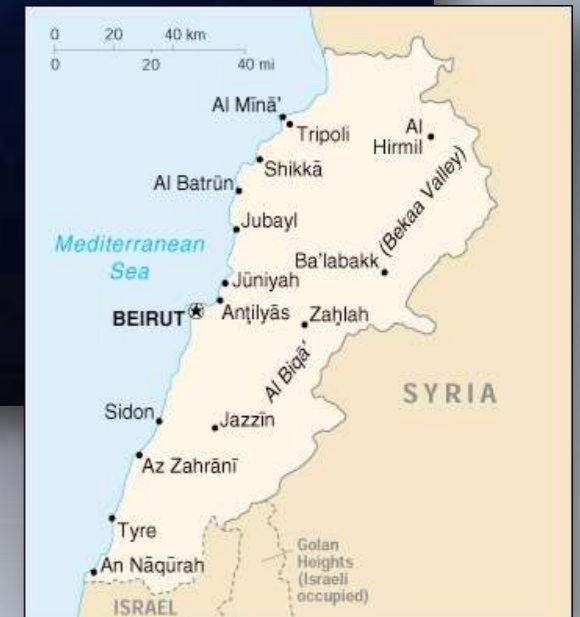 0 20 40 km
0 20 40 mi
Al Mīnā'
Tripoli
Al
Hirmil
Shikkā
Al Batrūn
(Bekaa Valley)
Jubayl
Mediterranean
Sea
Ba'labakk
Jūniyah
BEIRUT
Anţilyās
Zaḩlah
Al Biqā'
SYRIA
Sidon
Jazzīn
Az Zahrānī
Tyre
Golan
Heights
(Israeli
occupied)
An Nāqūrah
ISRAEL